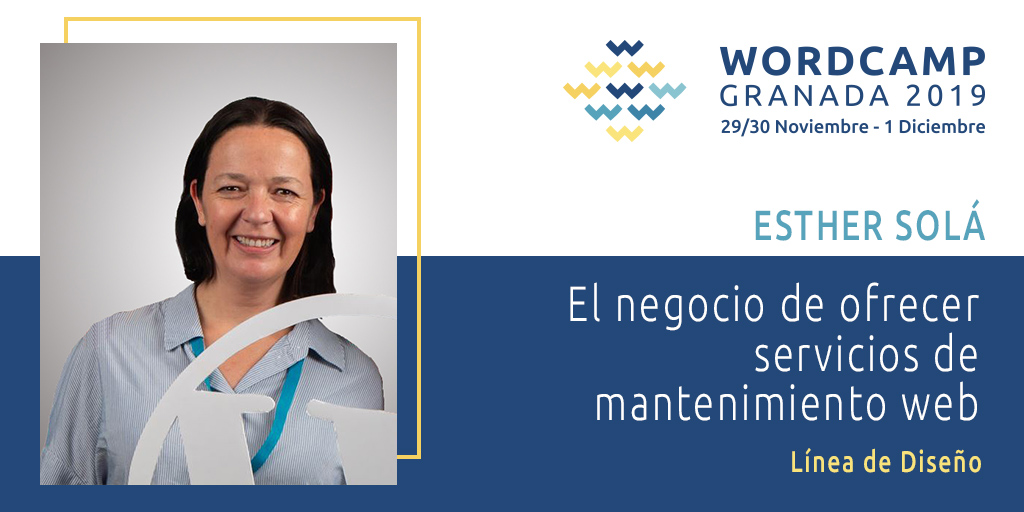 WORDCAMP
GRANADA 2019
29/30 Noviembre - 1 Diciembre
ESTHER SOLÁ
El negocio de ofrecer
servicios de
mantenimiento web
Línea de Diseño